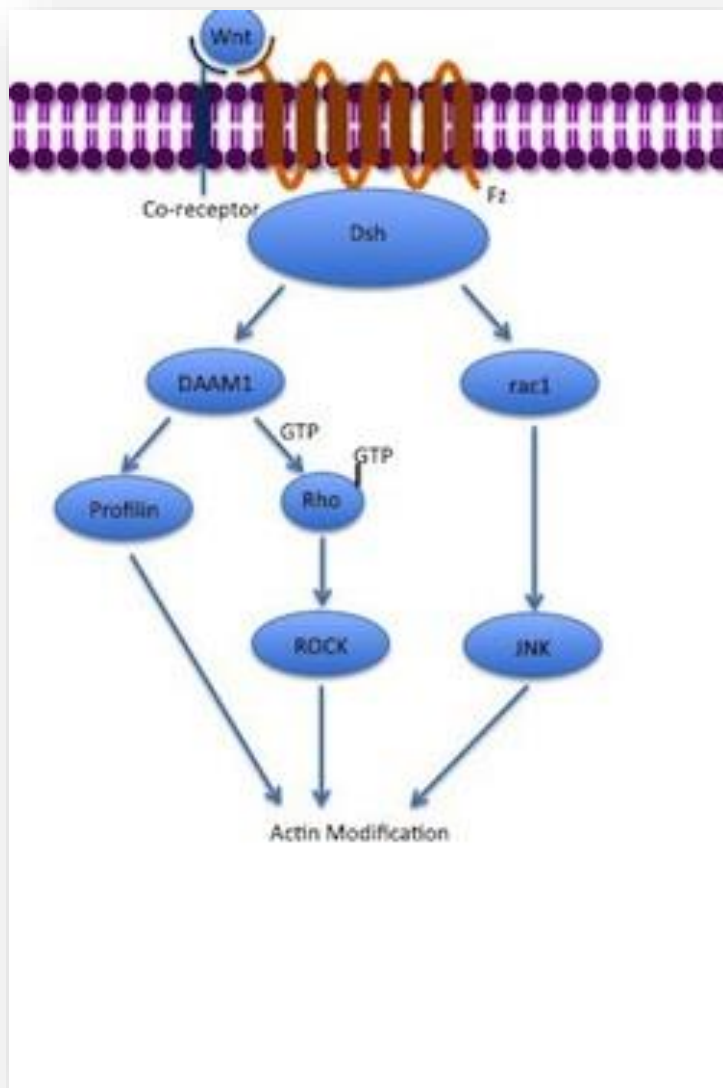 Wnt
Co-receptor
Fz
Dsh
DAAM1
rac1
GTP
GTP
Profilin
Rho
ROCK
JNK
Actin Modification